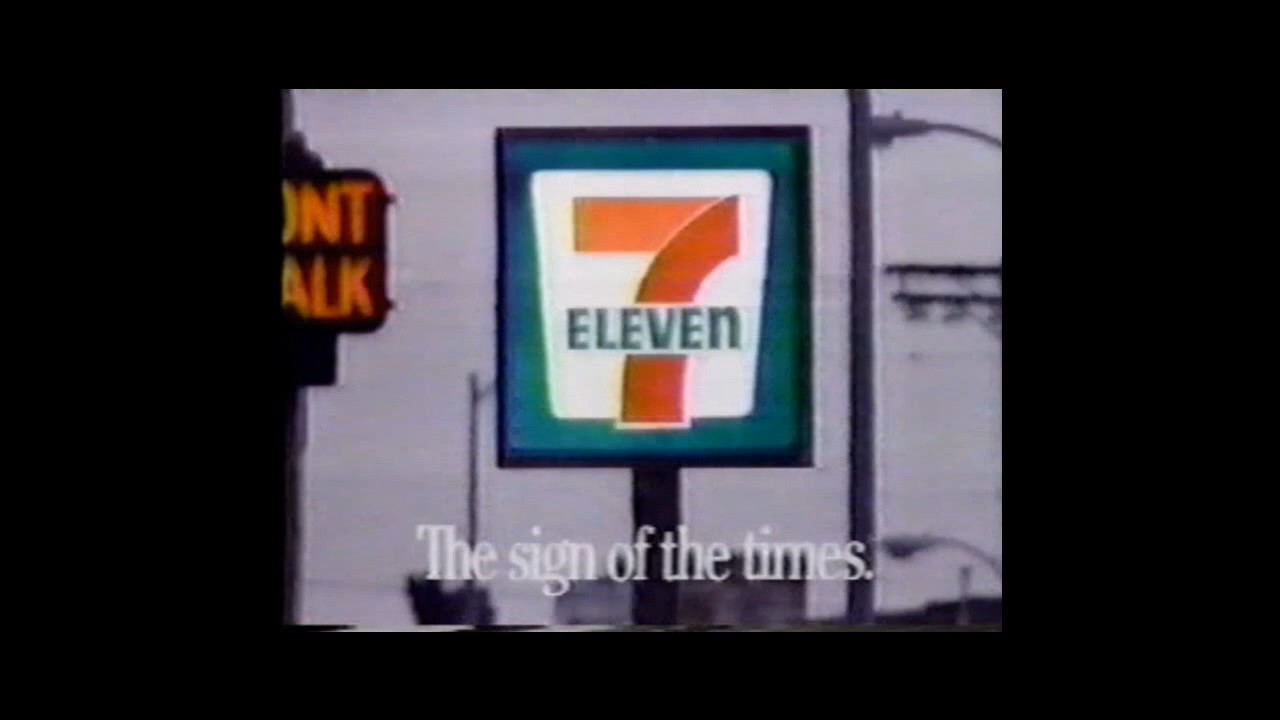 ONT
ALK
7
ELEVEn
The sign of the times.